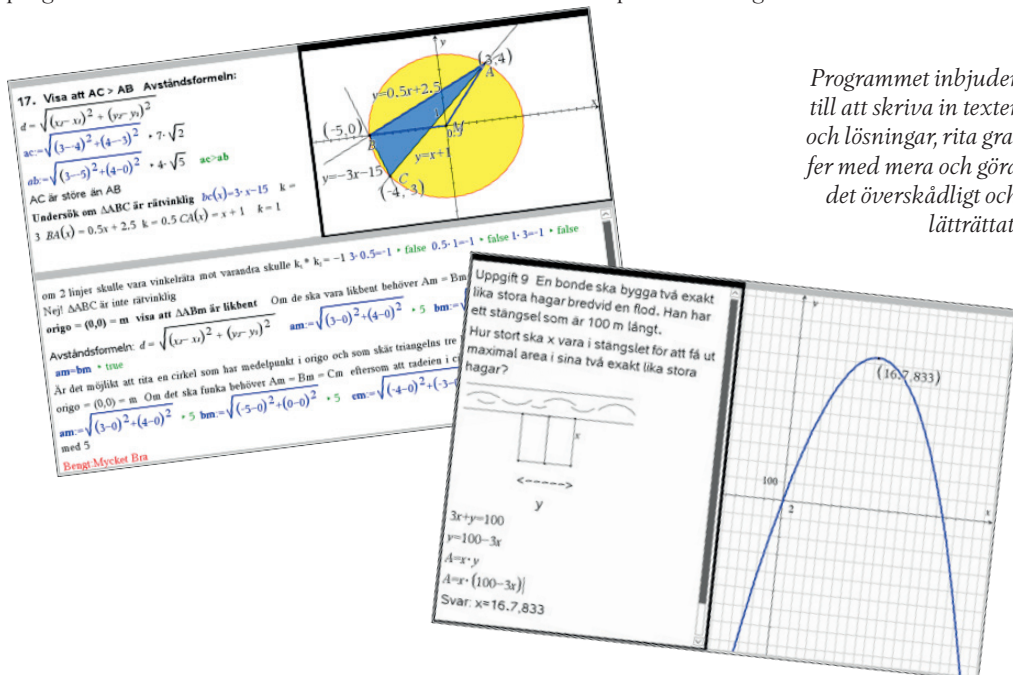 17. Visa att AC > AB Avståndsformeln:
d = √((x₂−x₁)² + (y₂−y₁)²)
ac:=√((3−−4)²+(4−−3)²) ▸ 7·√2
ab:=√((3−−5)²+(4−0)²) ▸ 4·√5 ac>ab
AC är störe än AB
Undersök om ΔABC är rätvinklig bc(x)=3·x−15 k =
3 BA(x) = 0.5x + 2.5 k = 0.5 CA(x) = x + 1 k = 1
y
(3,4)
A
y=0.5x+2.5
x
(-5,0)
B
M
y=x+1
y=−3x−15
C
(-4,-3)
om 2 linjer skulle vara vinkelräta mot varandra skulle k₁* k₂= −1 3·0.5=-1 ▸ false 0.5·1=-1 ▸ false 1·3=-1 ▸ false
Nej! ΔABC är inte rätvinklig
origo = (0,0) = m visa att ΔABm är likbent Om de ska vara likbent behöver Am = Bm
Avståndsformeln: d = √((x₂−x₁)² + (y₂−y₁)²) am:=√((3−0)²+(4−0)²) ▸ 5 bm:=
am=bm ▸ true
Är det möjlikt att rita en cirkel som har medelpunkt i origo och som skär triangelns tre
origo = (0,0) = m Om det ska funka behöver Am = Bm = Cm eftersom att radeien i ci
am:=√((3−0)²+(4−0)²) ▸ 5 bm:=√((-5−0)²+(0−0)²) ▸ 5 cm:=√((-4−0)²+(-3−0
med 5
Bengt:Mycket Bra
Programmet inbjuder
till att skriva in texter
och lösningar, rita gra-
fer med mera och göra
det överskådligt och
lätträttat.
Uppgift 9 En bonde ska bygga två exakt
lika stora hagar bredvid en flod. Han har
ett stängsel som är 100 m långt.
Hur stort ska x vara i stängslet för att få ut
maximal area i sina två exakt lika stora
hagar?
x
<----->
y
3x+y=100
y=100−3x
A=x·y
A=x·(100−3x)
Svar: x=16.7,833
y
(16.7,833)
100
2
x